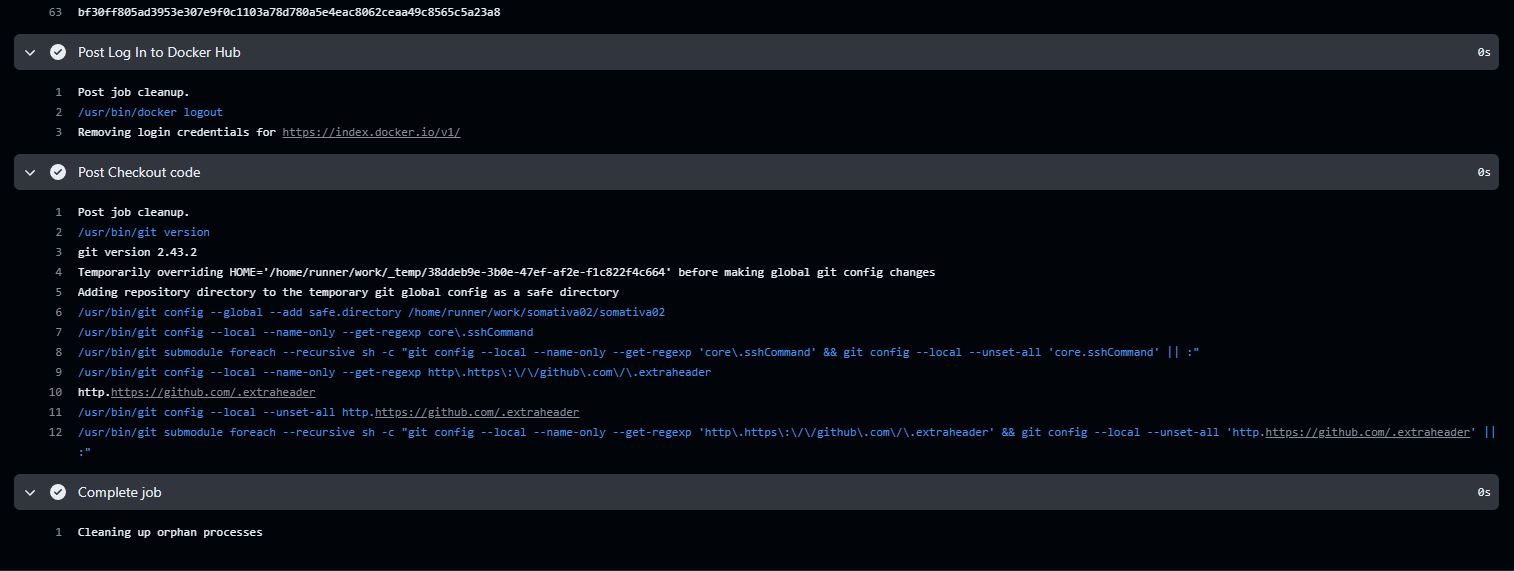 63 bf30ff805ad3953e307e9f0c1103a78d780a5e4eac8062ceaa49c8565c5a23a8
Post Log In to Docker Hub 0s
1 Post job cleanup.
2 /usr/bin/docker logout
3 Removing login credentials for https://index.docker.io/v1/
Post Checkout code 0s
1 Post job cleanup.
2 /usr/bin/git version
3 git version 2.43.2
4 Temporarily overriding HOME='/home/runner/work/_temp/38ddeb9e-3b0e-47ef-af2e-f1c822f4c664' before making global git config changes
5 Adding repository directory to the temporary git global config as a safe directory
6 /usr/bin/git config --global --add safe.directory /home/runner/work/somativa02/somativa02
7 /usr/bin/git config --local --name-only --get-regexp core\.sshCommand
8 /usr/bin/git submodule foreach --recursive sh -c "git config --local --name-only --get-regexp 'core\.sshCommand' && git config --local --unset-all 'core.sshCommand' || :"
9 /usr/bin/git config --local --name-only --get-regexp http\.https\:\/\/github\.com\/\.extraheader
10 http.https://github.com/.extraheader
11 /usr/bin/git config --local --unset-all http.https://github.com/.extraheader
12 /usr/bin/git submodule foreach --recursive sh -c "git config --local --name-only --get-regexp 'http\.https\:\/\/github\.com\/\.extraheader' && git config --local --unset-all 'http.https://github.com/.extraheader' ||
:"
Complete job 0s
1 Cleaning up orphan processes